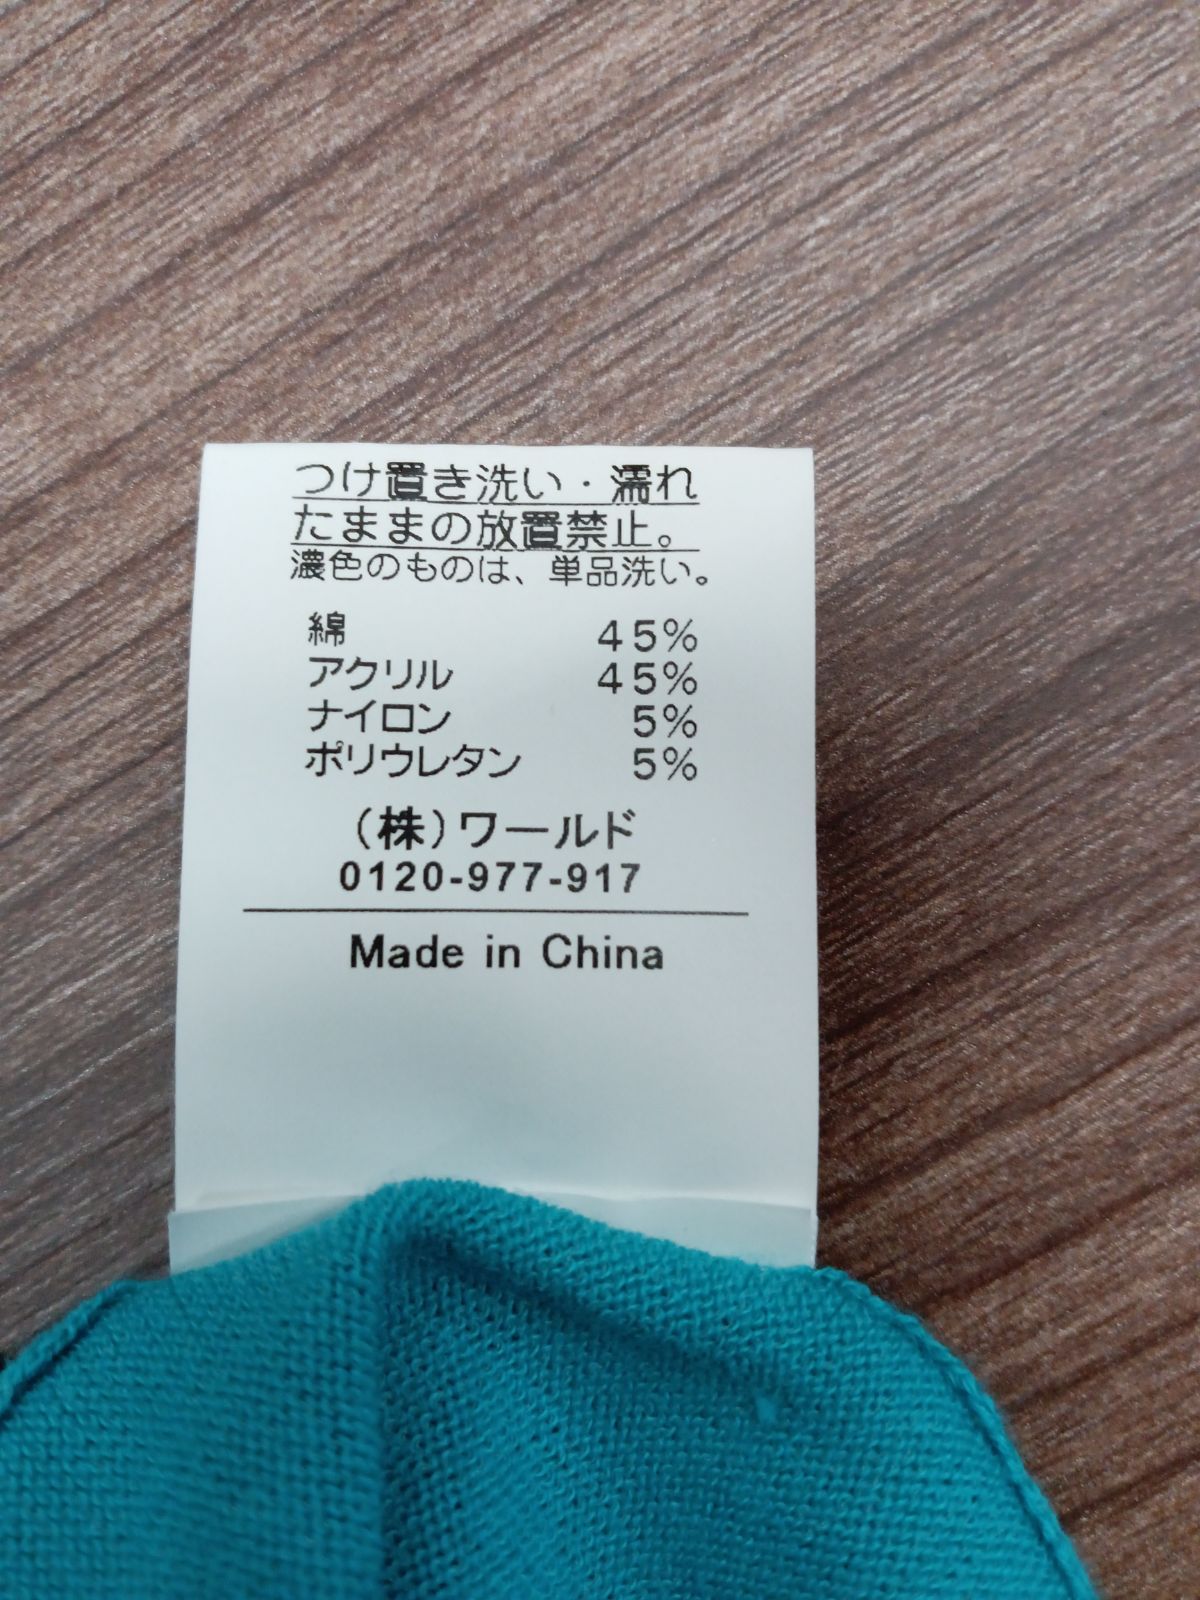 つけ置き洗い・濡れ
たままの放置禁止。
濃色のものは、単品洗い。
綿 45%
アクリル 45%
ナイロン 5%
ポリウレタン 5%
(株)ワールド
0120-977-917
Made in China